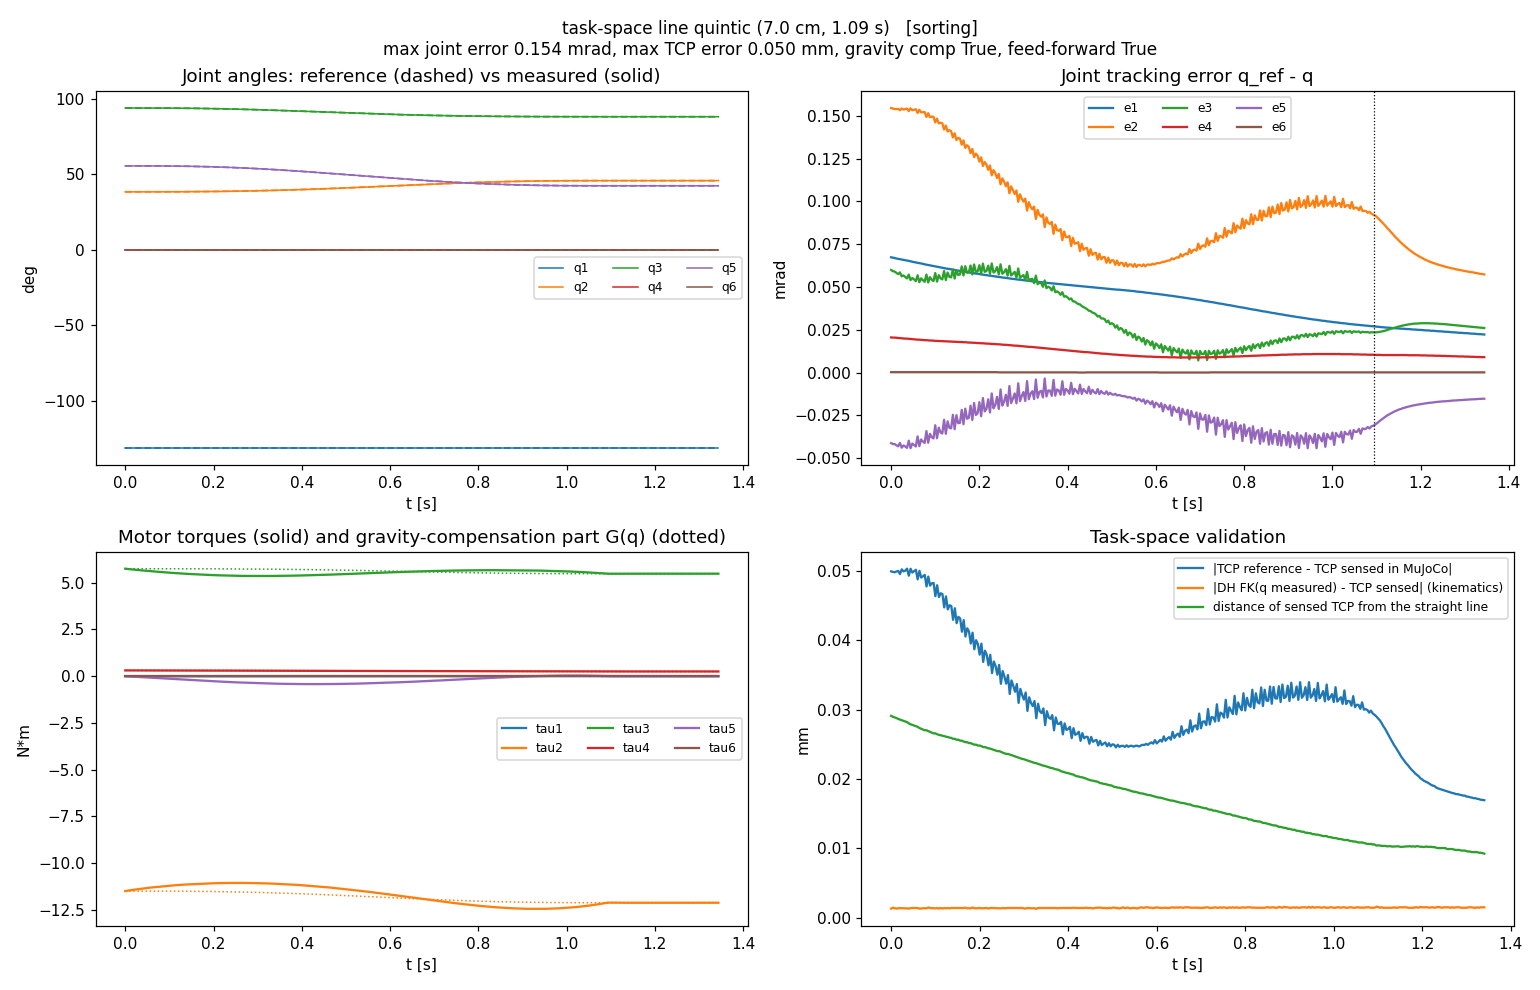 task-space line quintic (7.0 cm, 1.09 s)   [sorting]
max joint error 0.154 mrad, max TCP error 0.050 mm, gravity comp True, feed-forward True
Joint angles: reference (dashed) vs measured (solid)
100
50
0
−50
−100
deg
q1 q3 q5
q2 q4 q6
0.0 0.2 0.4 0.6 0.8 1.0 1.2 1.4
t [s]
Joint tracking error q_ref - q
0.150
0.125
0.100
0.075
0.050
0.025
0.000
−0.025
−0.050
mrad
e1 e3 e5
e2 e4 e6
0.0 0.2 0.4 0.6 0.8 1.0 1.2 1.4
t [s]
Motor torques (solid) and gravity-compensation part G(q) (dotted)
5.0
2.5
0.0
−2.5
−5.0
−7.5
−10.0
−12.5
N*m
tau1 tau3 tau5
tau2 tau4 tau6
0.0 0.2 0.4 0.6 0.8 1.0 1.2 1.4
t [s]
Task-space validation
0.05
0.04
0.03
0.02
0.01
0.00
mm
|TCP reference - TCP sensed in MuJoCo|
|DH FK(q measured) - TCP sensed| (kinematics)
distance of sensed TCP from the straight line
0.0 0.2 0.4 0.6 0.8 1.0 1.2 1.4
t [s]